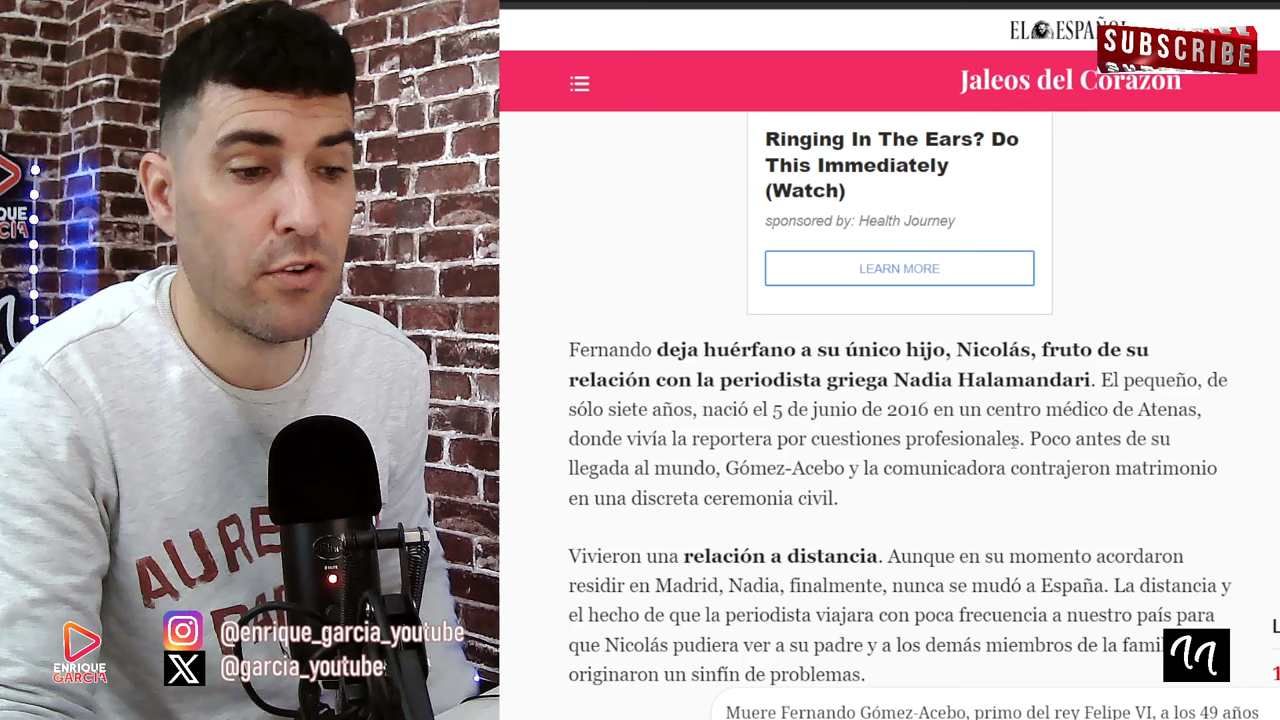 EL ESPAÑOL
SUBSCRIBE
Jaleos del Corazón
Ringing In The Ears? Do
This Immediately
(Watch)
sponsored by: Health Journey
LEARN MORE
Fernando deja huérfano a su único hijo, Nicolás, fruto de su
relación con la periodista griega Nadia Halamandari. El pequeño, de
sólo siete años, nació el 5 de junio de 2016 en un centro médico de Atenas,
donde vivía la reportera por cuestiones profesionales. Poco antes de su
llegada al mundo, Gómez-Acebo y la comunicadora contrajeron matrimonio
en una discreta ceremonia civil.
Vivieron una relación a distancia. Aunque en su momento acordaron
residir en Madrid, Nadia, finalmente, nunca se mudó a España. La distancia y
el hecho de que la periodista viajara con poca frecuencia a nuestro país para
que Nicolás pudiera ver a su padre y a los demás miembros de la
originaron un sinfín de problemas.
Muere Fernando Gómez-Acebo, primo del rey Felipe VI, a los 49 años
ENRIQUE
GARCIA
@enrique_garcia_youtube
@garcia_youtube